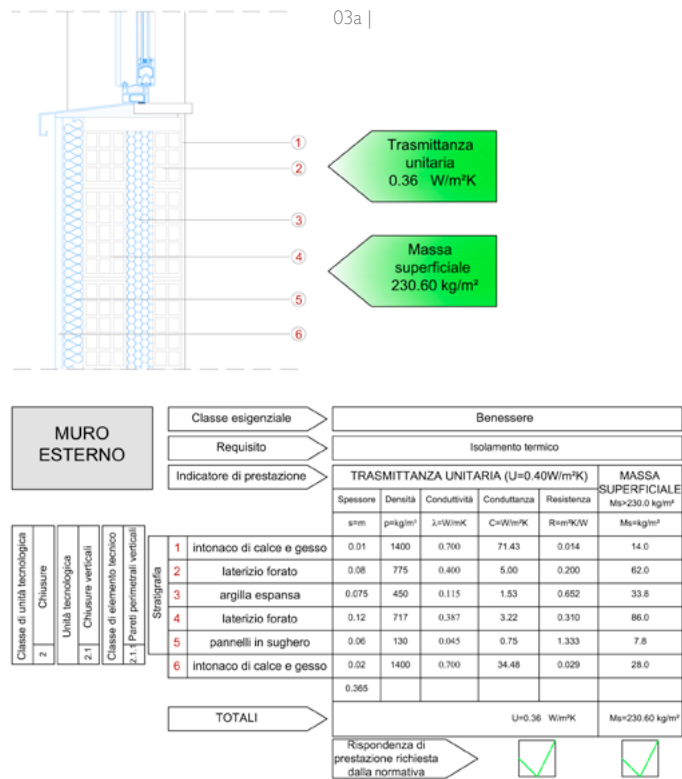 03a |
1
2
3
4
5
6
Trasmittanza
unitaria
0.36 W/m²K
Massa
superficiale
230.60 kg/m²
MURO
ESTERNO
Classe esigenziale
Benessere
Requisito
Isolamento termico
Indicatore di prestazione
TRASMITTANZA UNITARIA (U=0.40W/m²K)
MASSA
SUPERFICIALE
Ms>230.0 kg/m²
Spessore Densità Conduttività Conduttanza Resistenza
s=m ρ=kg/m³ λ=W/mK C=W/m²K R=m²K/W Ms=kg/m²
Classe di unità tecnologica
2 Chiusure
Unità tecnologica
2.1 Chiusure verticali
Classe di elemento tecnico
2.1.1 Pareti perimetrali verticali
Stratigrafia
1 intonaco di calce e gesso 0.01 1400 0.700 71.43 0.014 14.0
2 laterizio forato 0.08 775 0.400 5.00 0.200 62.0
3 argilla espansa 0.075 450 0.115 1.53 0.652 33.8
4 laterizio forato 0.12 717 0.387 3.22 0.310 86.0
5 pannelli in sughero 0.06 130 0.045 0.75 1.333 7.8
6 intonaco di calce e gesso 0.02 1400 0.700 34.48 0.029 28.0
0.365
TOTALI U=0.36 W/m²K Ms=230.60 kg/m²
Rispondenza di
prestazione richiesta
dalla normativa